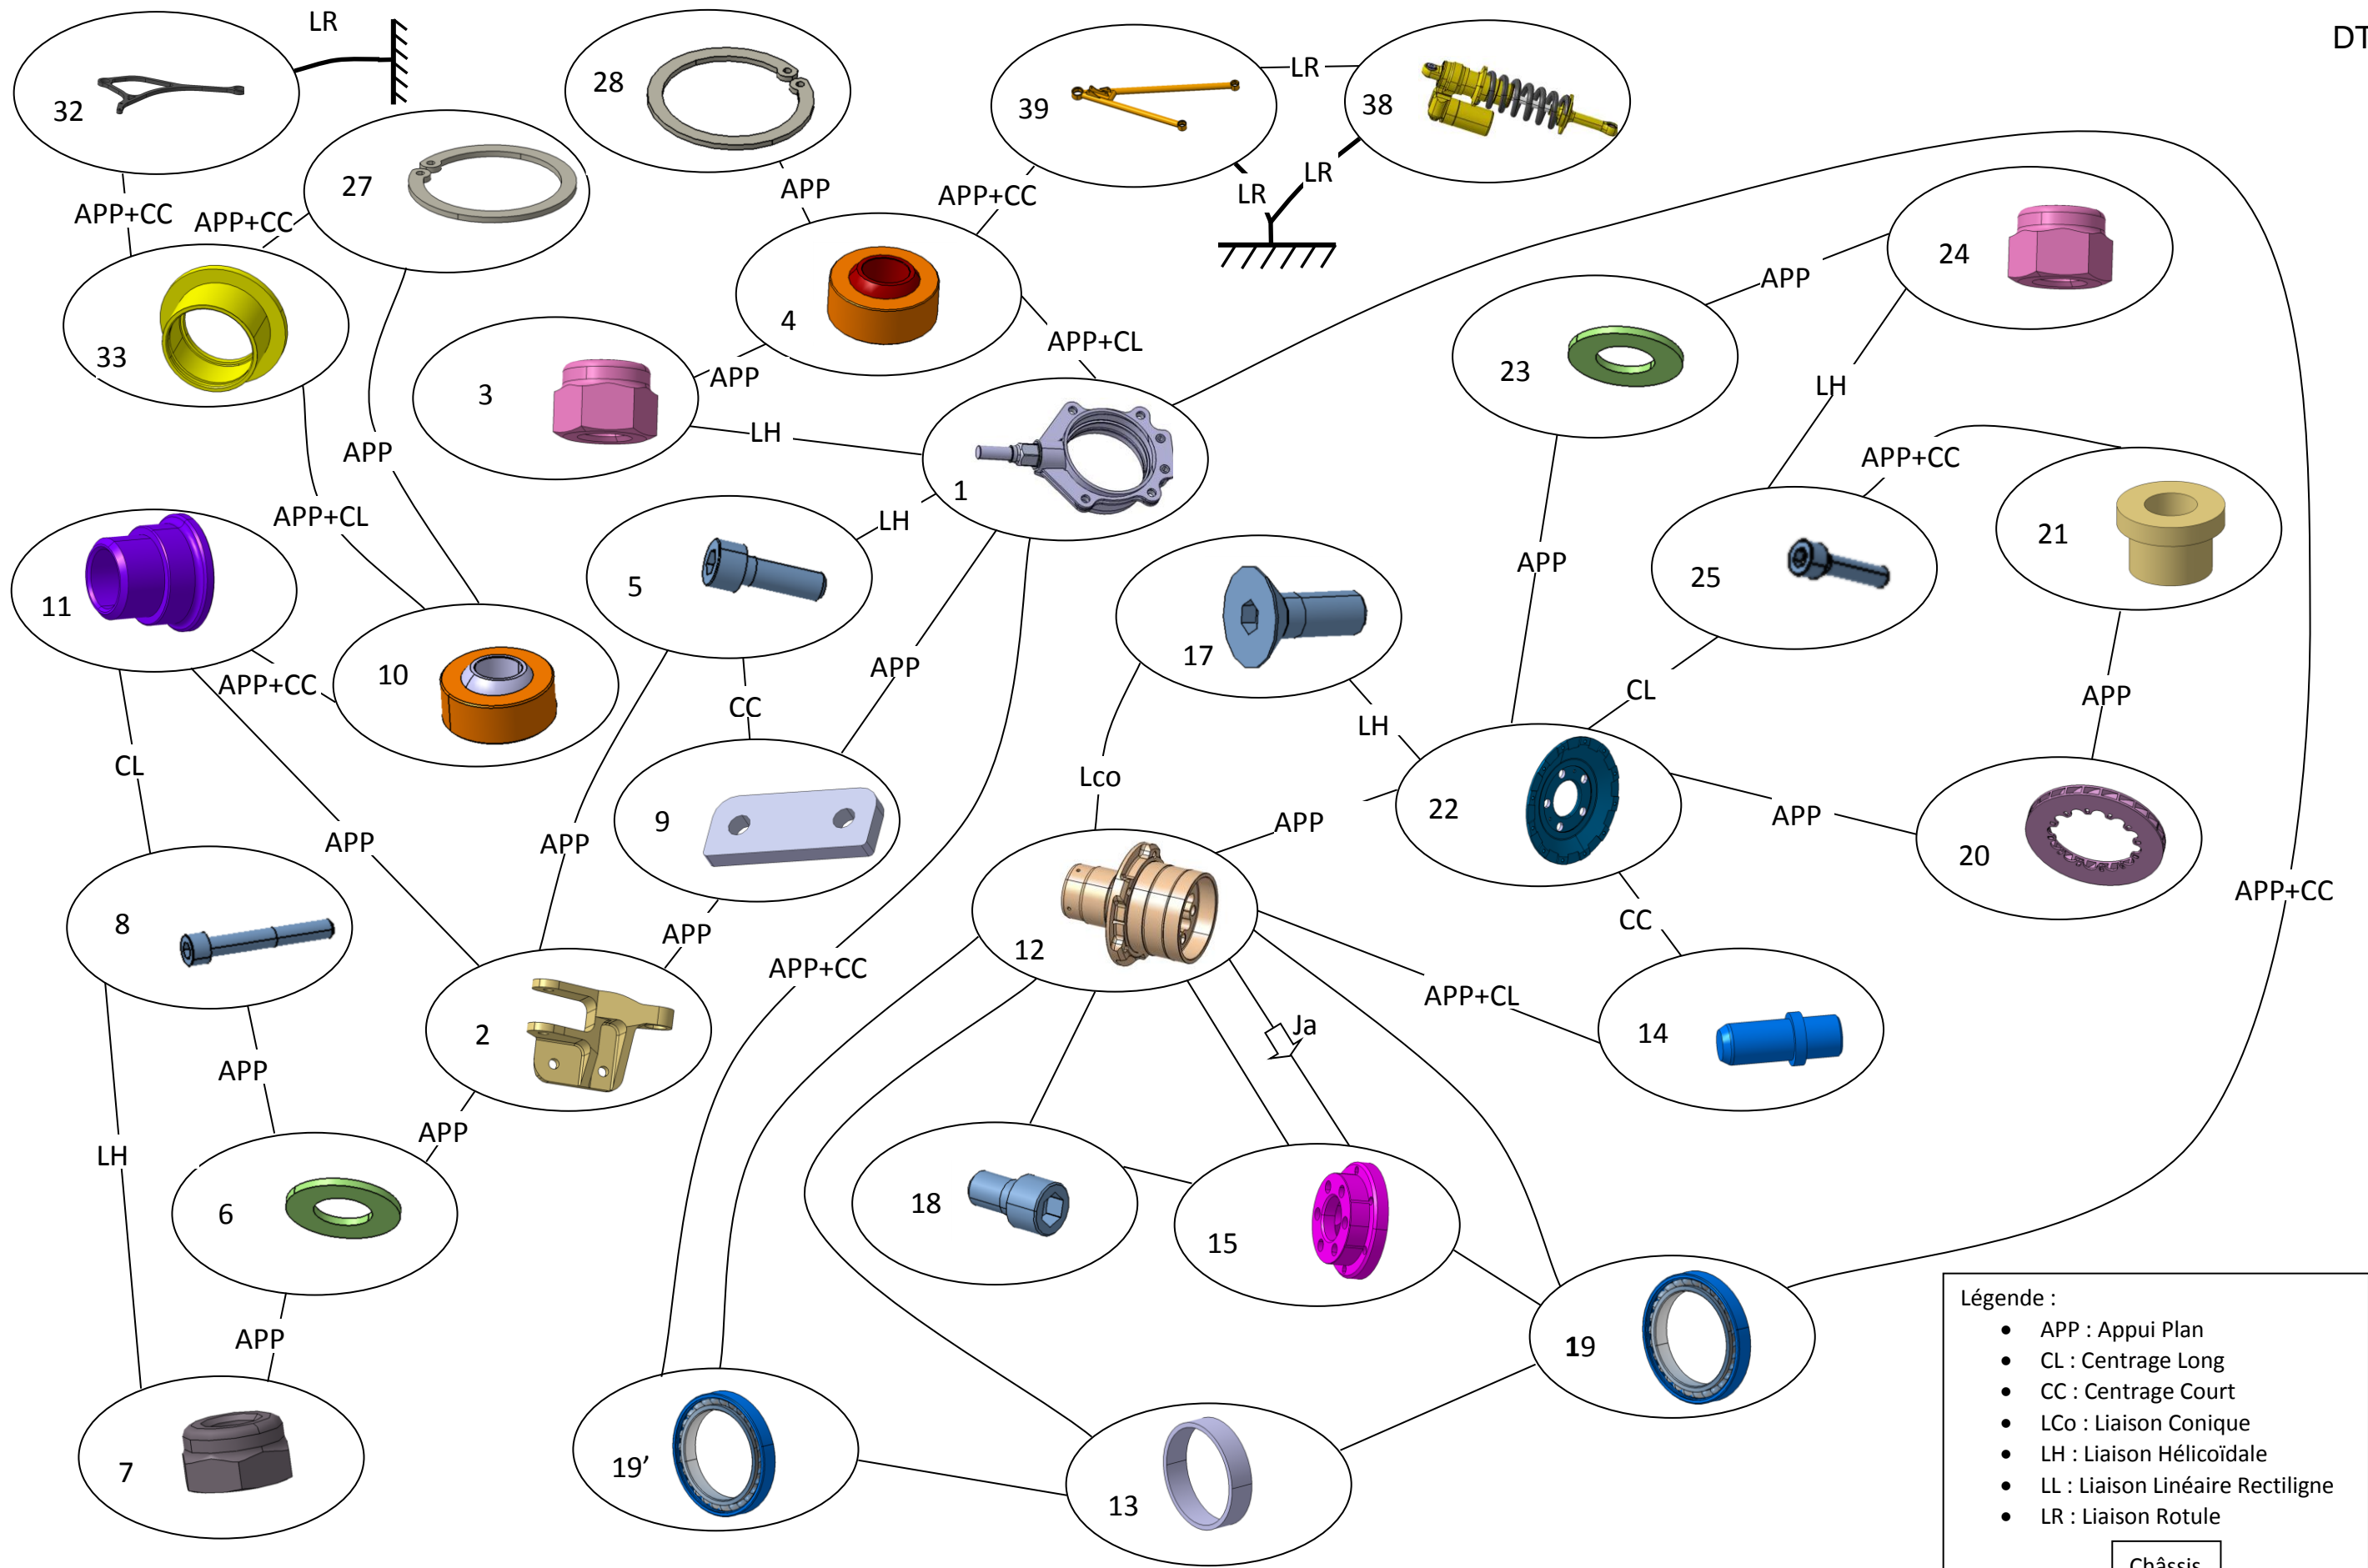 DT
LR
32
28
39
LR
38
27
24
APP+CC
APP+CC
APP
APP+CC
LR
LR
APP
33
4
23
3
APP
APP+CL
LH
LH
APP
1
APP+CC
APP+CL
LH
21
11
5
APP
25
17
APP+CC
10
APP
CL
APP
CC
LH
CL
Lco
9
22
APP
APP
20
APP
APP
APP+CC
8
CC
APP
12
APP+CC
APP+CL
2
Ja
14
APP
APP
LH
18
6
15
APP
19
19’
7
13
Légende :
• APP : Appui Plan
• CL : Centrage Long
• CC : Centrage Court
• LCo : Liaison Conique
• LH : Liaison Hélicoïdale
• LL : Liaison Linéaire Rectiligne
• LR : Liaison Rotule
Châssis